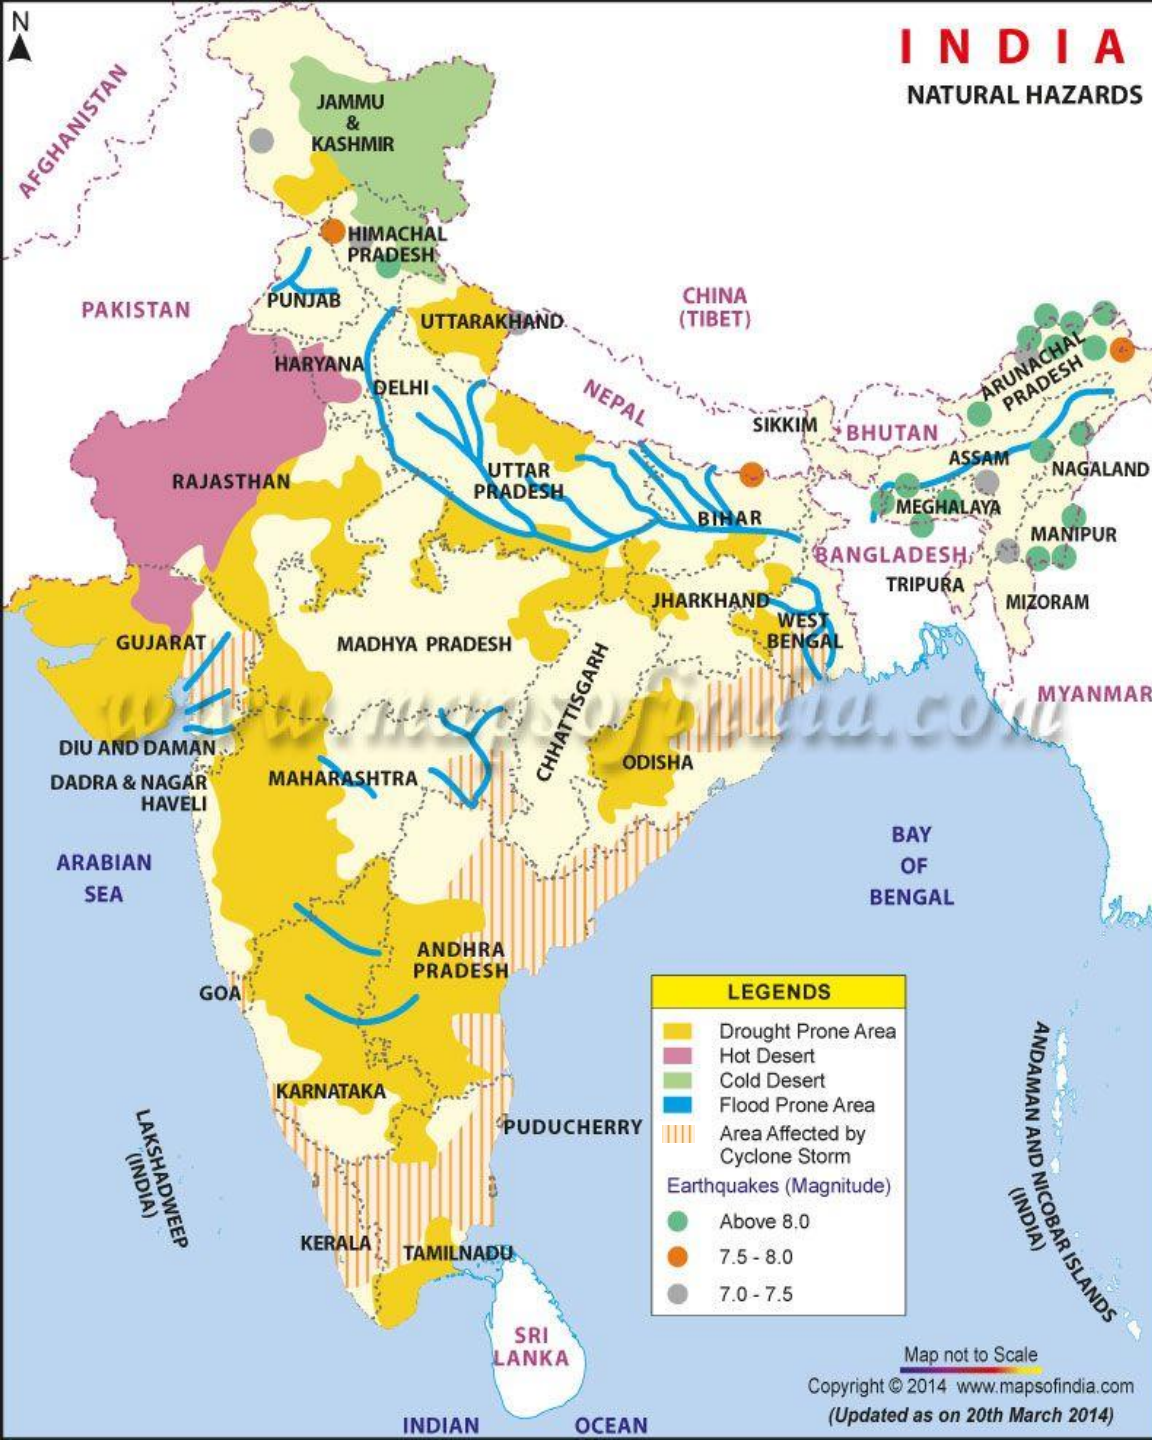 N
INDIA
NATURAL HAZARDS
AFGHANISTAN
JAMMU
&
KASHMIR
HIMACHAL
PRADESH
PUNJAB
PAKISTAN
CHINA
(TIBET)
UTTARAKHAND
HARYANA
DELHI
NEPAL
SIKKIM
BHUTAN
ARUNACHAL
PRADESH
ASSAM
NAGALAND
RAJASTHAN
UTTAR
PRADESH
BIHAR
MEGHALAYA
MANIPUR
BANGLADESH
TRIPURA
MIZORAM
JHARKHAND
WEST
BENGAL
GUJARAT
MADHYA PRADESH
CHHATTISGARH
MYANMAR
www.mapsofindia.com
DIU AND DAMAN
DADRA & NAGAR
HAVELI
MAHARASHTRA
ODISHA
ARABIAN
SEA
BAY
OF
BENGAL
ANDHRA
PRADESH
GOA
KARNATAKA
PUDUCHERRY
LAKSHADWEEP
(INDIA)
KERALA
TAMILNADU
SRI
LANKA
ANDAMAN AND NICOBAR ISLANDS
(INDIA)
INDIAN OCEAN
LEGENDS
Drought Prone Area
Hot Desert
Cold Desert
Flood Prone Area
Area Affected by
Cyclone Storm
Earthquakes (Magnitude)
Above 8.0
7.5 - 8.0
7.0 - 7.5
Map not to Scale
Copyright © 2014 www.mapsofindia.com
(Updated as on 20th March 2014)